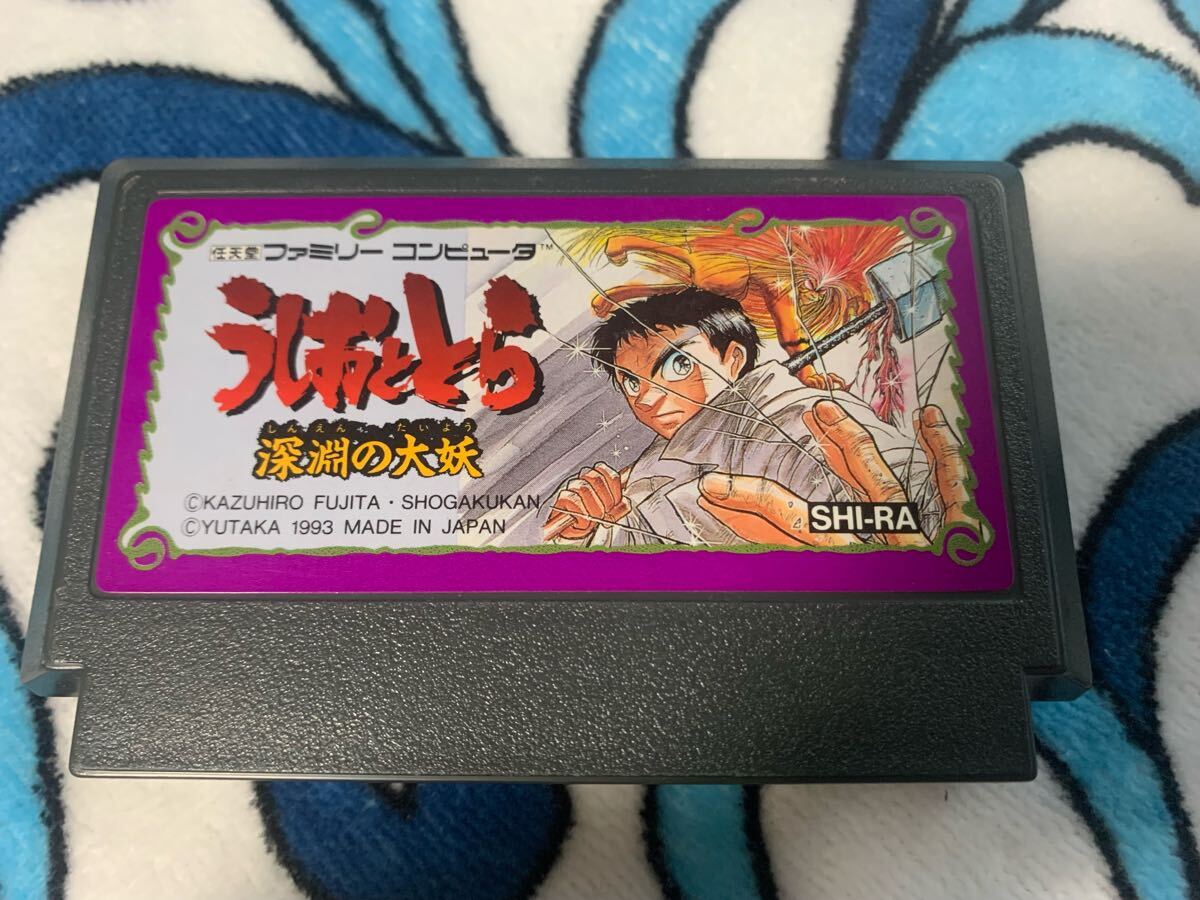 任天堂 ファミリー コンピュータ™
うしおととら
しんえん たいよう
深淵の大妖
©KAZUHIRO FUJITA・SHOGAKUKAN
©YUTAKA 1993 MADE IN JAPAN
SHI-RA